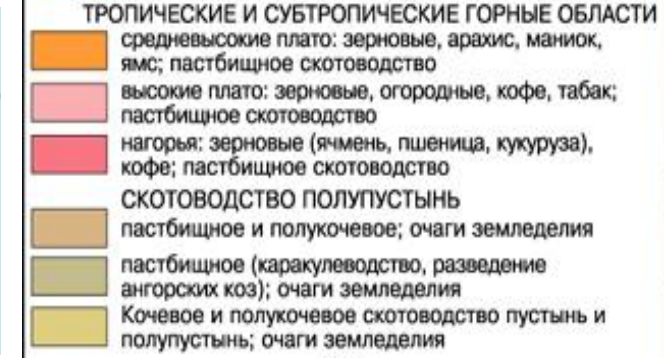 ТРОПИЧЕСКИЕ И СУБТРОПИЧЕСКИЕ ГОРНЫЕ ОБЛАСТИ
средневысокие плато: зерновые, арахис, маниок,
ямс; пастбищное скотоводство
высокие плато: зерновые, огородные, кофе, табак;
пастбищное скотоводство
нагорья: зерновые (ячмень, пшеница, кукуруза),
кофе; пастбищное скотоводство
СКОТОВОДСТВО ПОЛУПУСТЫНЬ
пастбищное и полукочевое; очаги земледелия
пастбищное (каракулеводство, разведение
ангорских коз); очаги земледелия
Кочевое и полукочевое скотоводство пустынь и
полупустынь; очаги земледелия